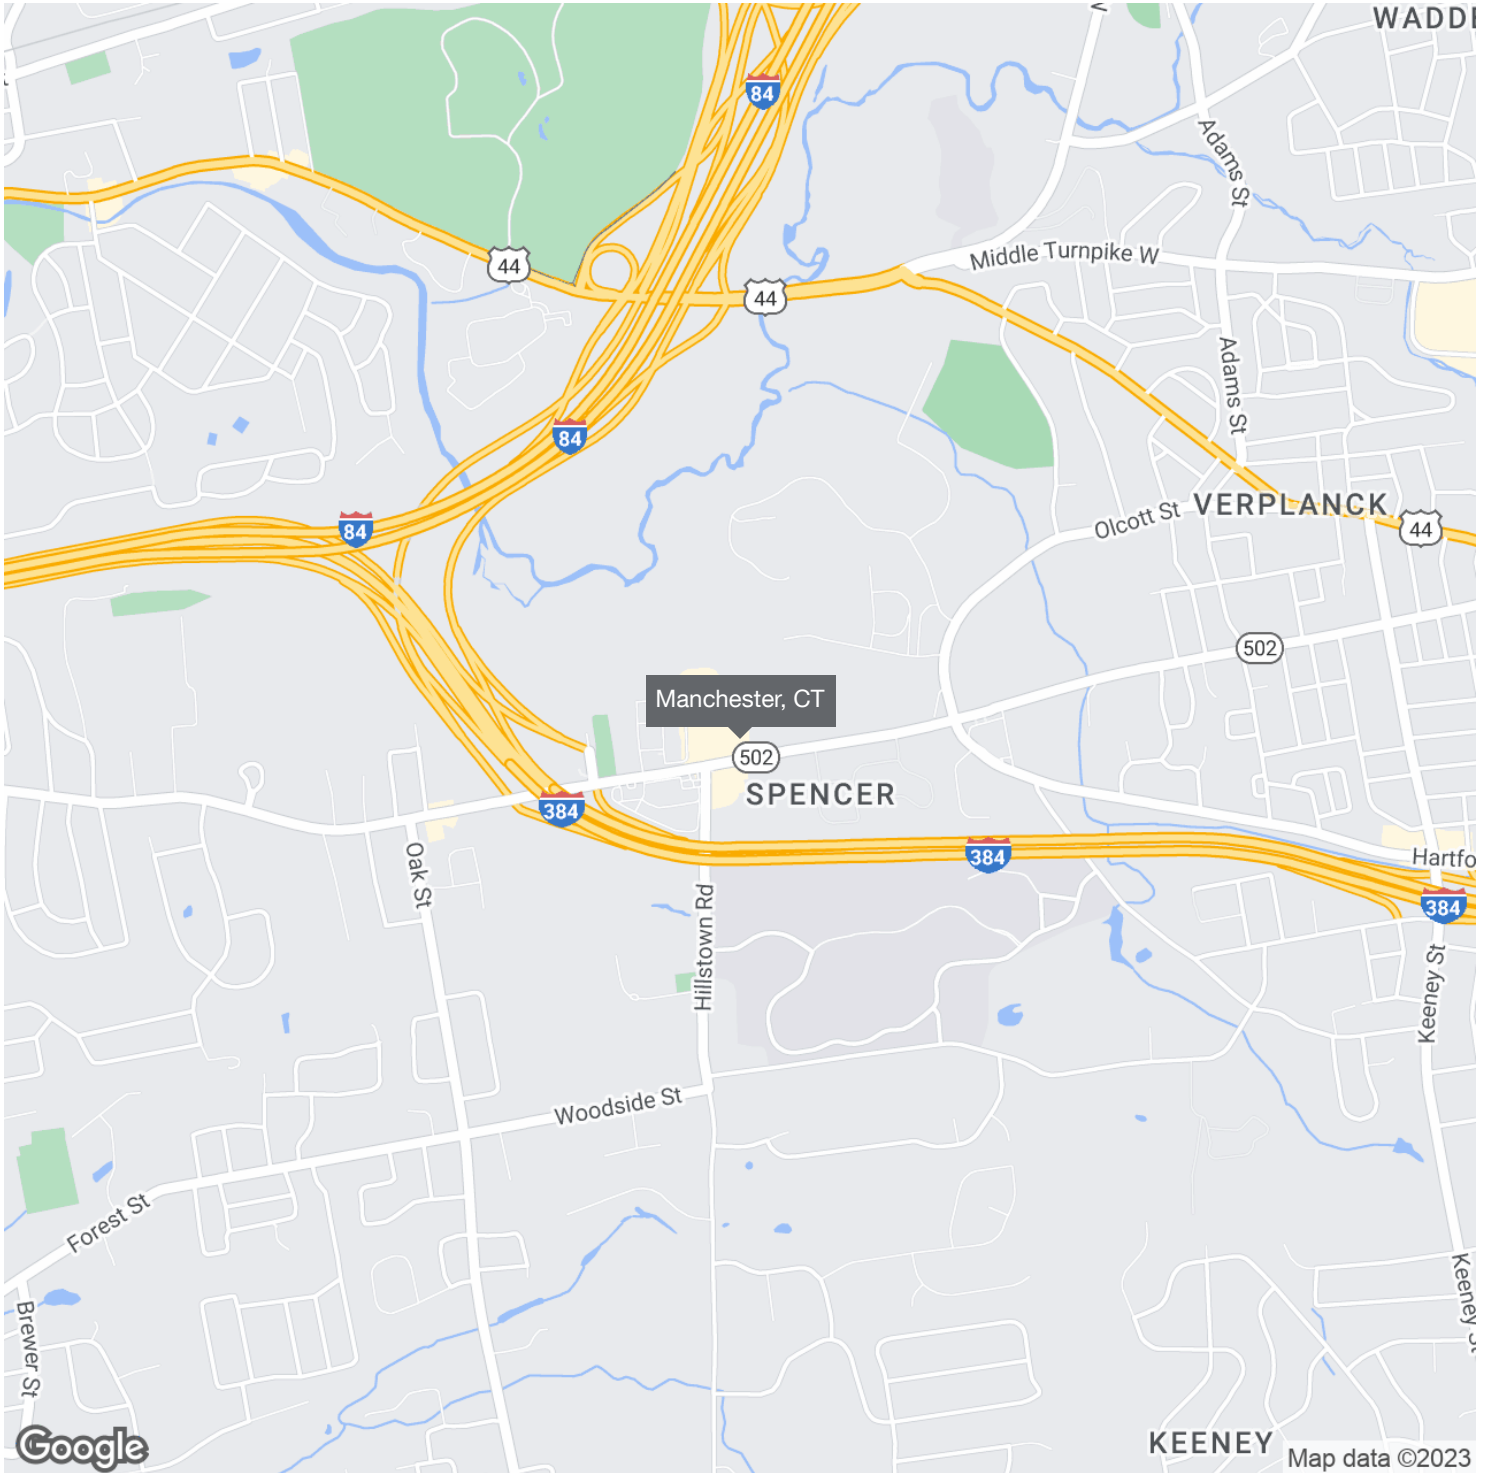 WADDE
84
Adams St
44
Middle Turnpike W
44
Adams St
84
VERPLANCK
Olcott St
84
44
502
Manchester, CT
502
SPENCER
384
384
Hartfo
Oak St
384
Hillstown Rd
Keeney St
Woodside St
Forest St
Keeney St
Brewer St
KEENEY
Google
Map data ©2023